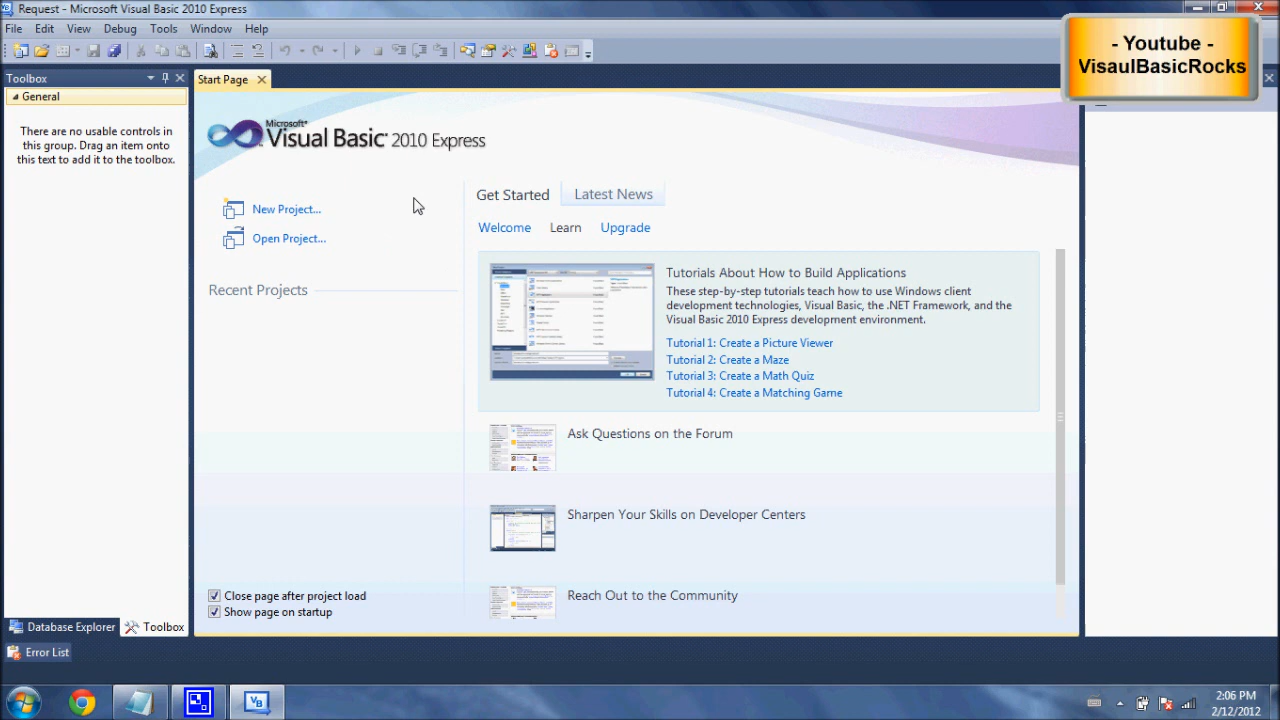 Request - Microsoft Visual Basic 2010 Express
File Edit View Debug Tools Window Help
- Youtube -
VisaulBasicRocks
Toolbox
General
There are no usable controls in
this group. Drag an item onto
this text to add it to the toolbox.
Database Explorer
Toolbox
Error List
Start Page
Microsoft®
Visual Basic® 2010 Express
New Project...
Open Project...
Recent Projects
Close page after project load
Show page on startup
Get Started
Latest News
Welcome Learn Upgrade
Tutorials About How to Build Applications
These step-by-step tutorials teach how to use Windows client
development technologies, Visual Basic, the .NET Framework, and the
Visual Basic 2010 Express development environment.
Tutorial 1: Create a Picture Viewer
Tutorial 2: Create a Maze
Tutorial 3: Create a Math Quiz
Tutorial 4: Create a Matching Game
Ask Questions on the Forum
Sharpen Your Skills on Developer Centers
Reach Out to the Community
VB
2:06 PM
2/12/2012